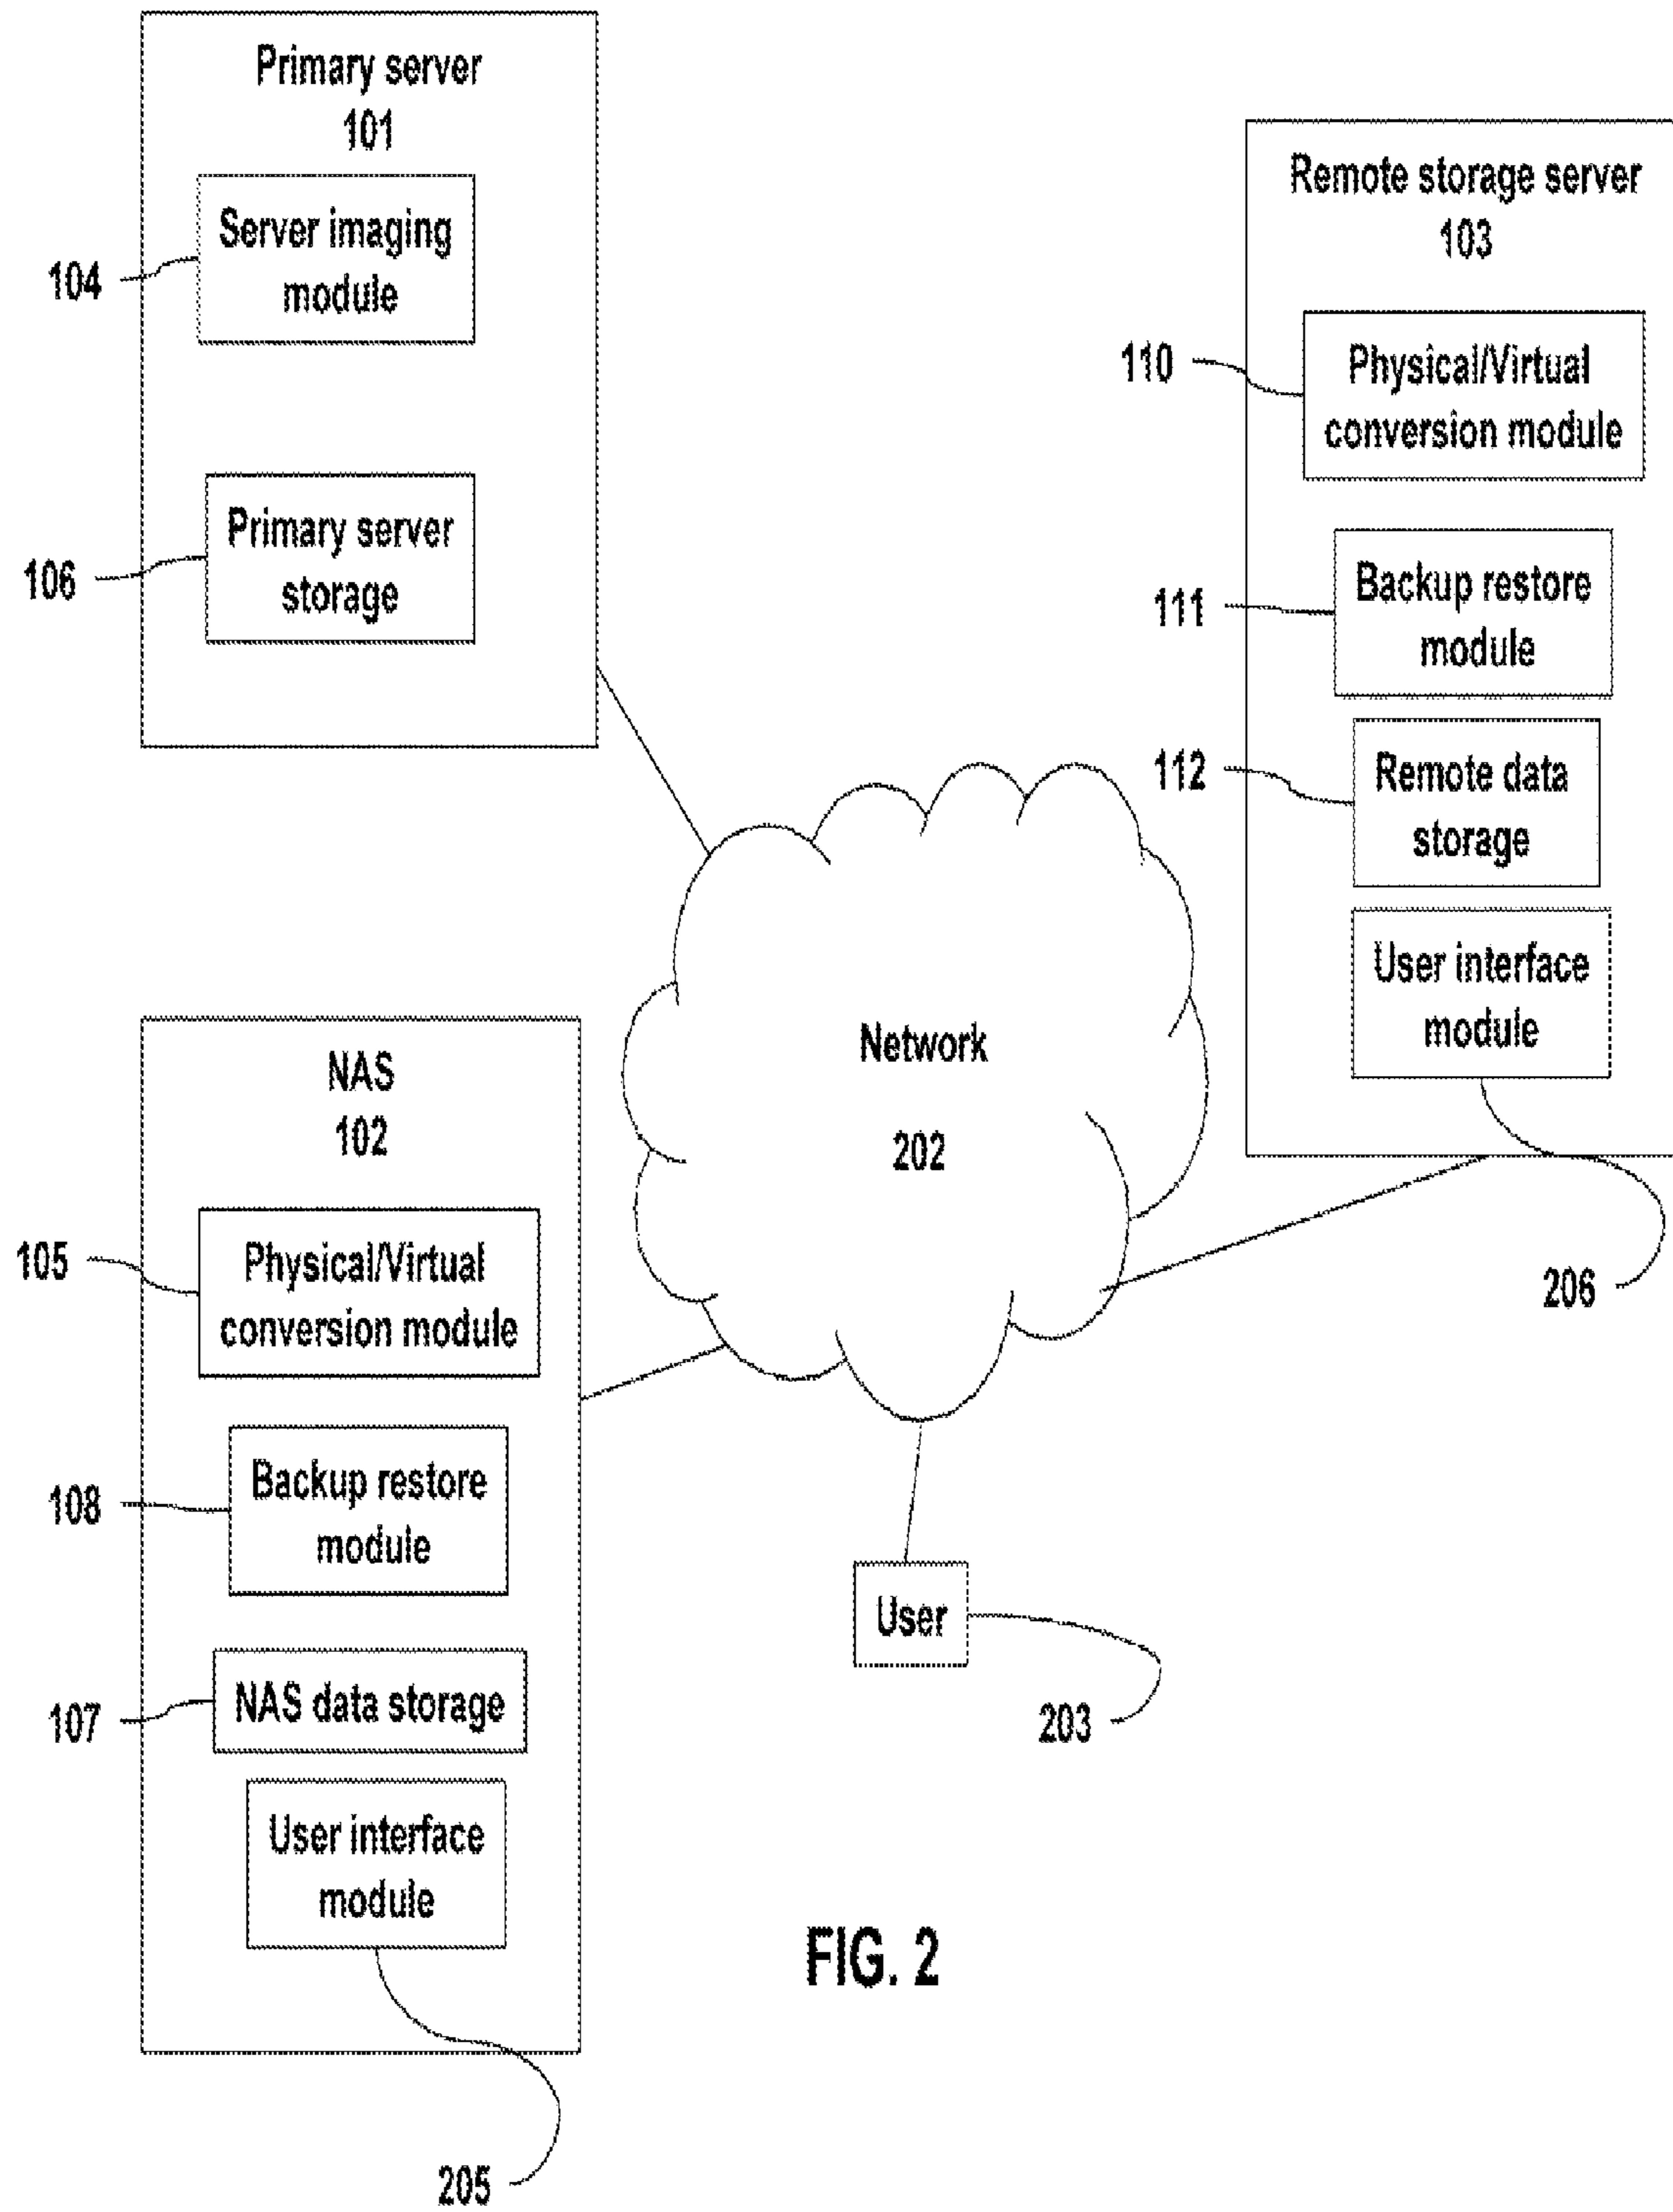 Primary server
101
Server imaging
module
104
Primary server
storage
106
Remote storage server
103
Physical/Virtual
conversion module
110
Backup restore
module
111
Remote data
storage
112
User interface
module
206
Network
202
NAS
102
Physical/Virtual
conversion module
105
Backup restore
module
108
NAS data storage
107
User interface
module
205
User
203
FIG. 2